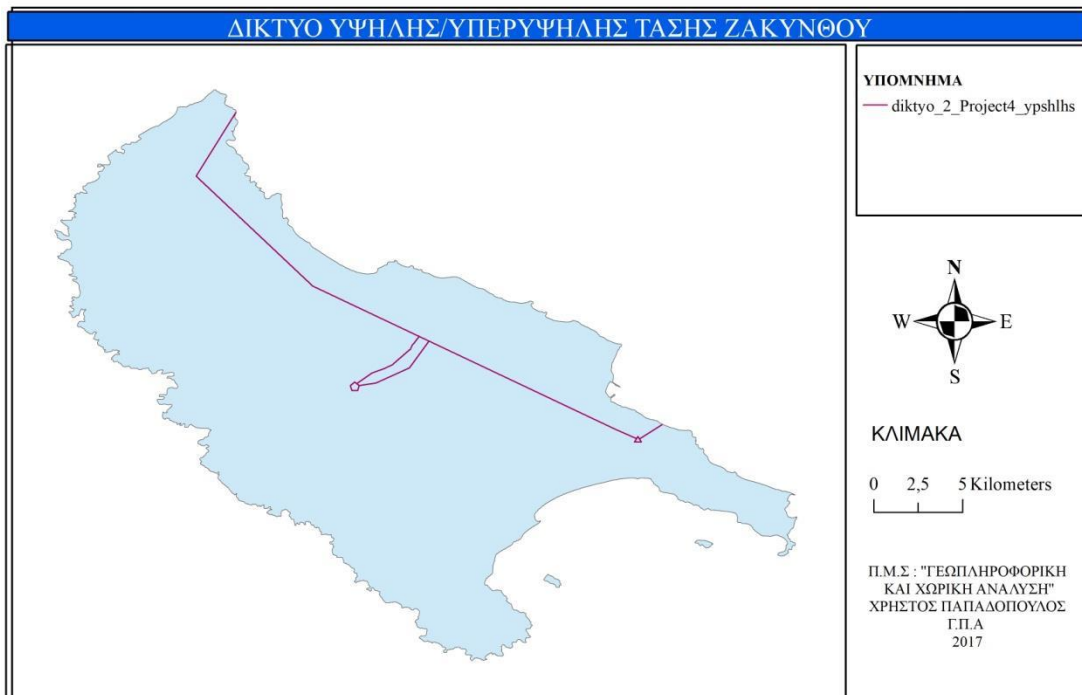 ΔΙΚΤΥΟ ΥΨΗΛΗΣ/ΥΠΕΡΥΨΗΛΗΣ ΤΑΣΗΣ ΖΑΚΥΝΘΟΥ
ΥΠΟΜΝΗΜΑ
diktyo_2_Project4_ypshlhs
N
W E
S
ΚΛΙΜΑΚΑ
0 2,5 5 Kilometers
Π.Μ.Σ : "ΓΕΩΠΛΗΡΟΦΟΡΙΚΗ
ΚΑΙ ΧΩΡΙΚΗ ΑΝΑΛΥΣΗ"
ΧΡΗΣΤΟΣ ΠΑΠΑΔΟΠΟΥΛΟΣ
Γ.Π.Α
2017